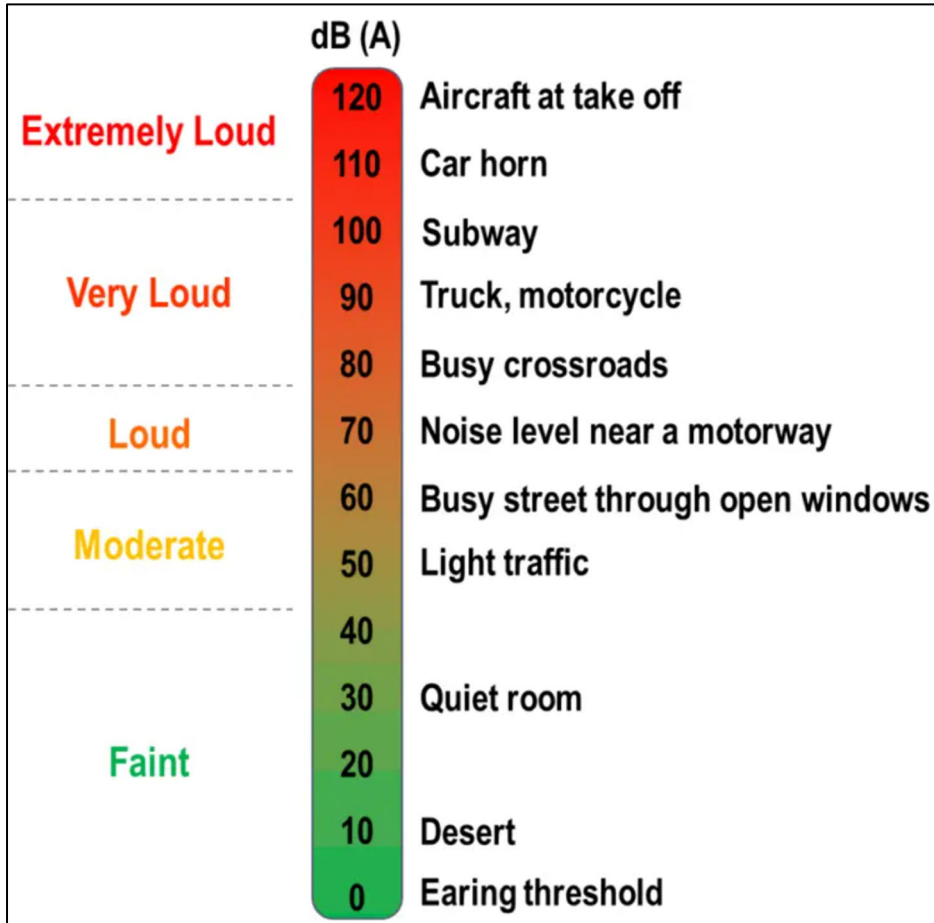 dB (A)
Extremely Loud
120 Aircraft at take off
110 Car horn
Very Loud
100 Subway
90 Truck, motorcycle
80 Busy crossroads
Loud
70 Noise level near a motorway
Moderate
60 Busy street through open windows
50 Light traffic
Faint
40
30 Quiet room
20
10 Desert
0 Earing threshold